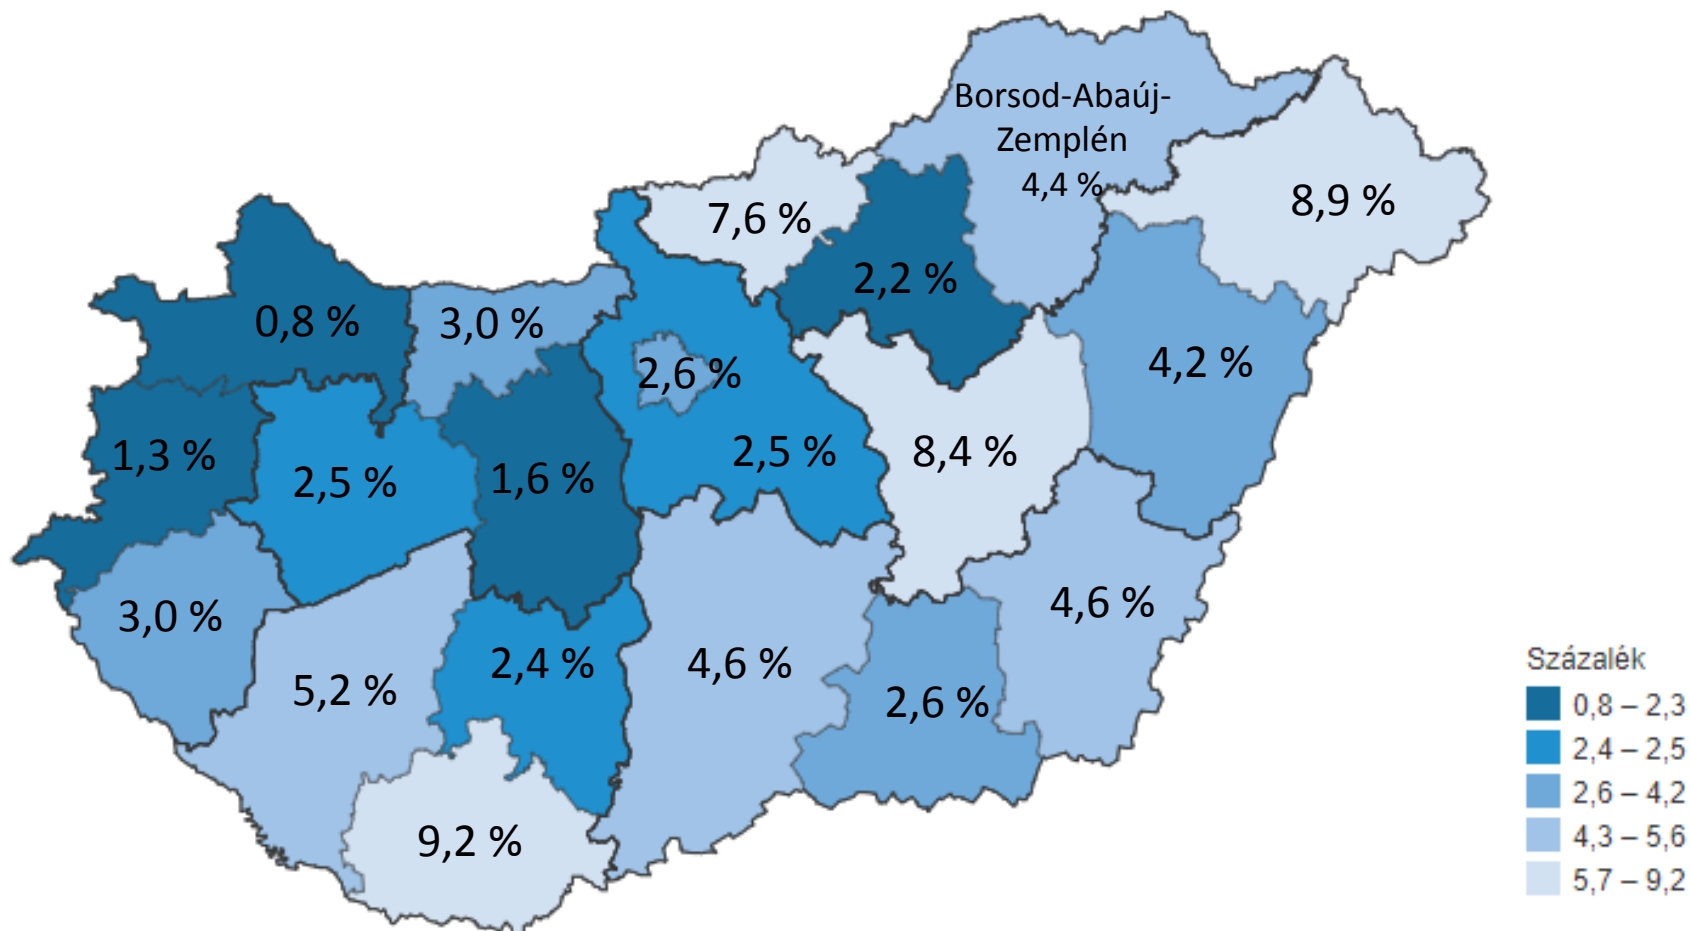 Borsod-Abaúj-
Zemplén
4,4 %
8,9 %
7,6 %
2,2 %
0,8 %
3,0 %
2,6 %
4,2 %
1,3 %
2,5 %
1,6 %
2,5 %
8,4 %
3,0 %
5,2 %
2,4 %
4,6 %
2,6 %
4,6 %
9,2 %
Százalék
0,8 – 2,3
2,4 – 2,5
2,6 – 4,2
4,3 – 5,6
5,7 – 9,2